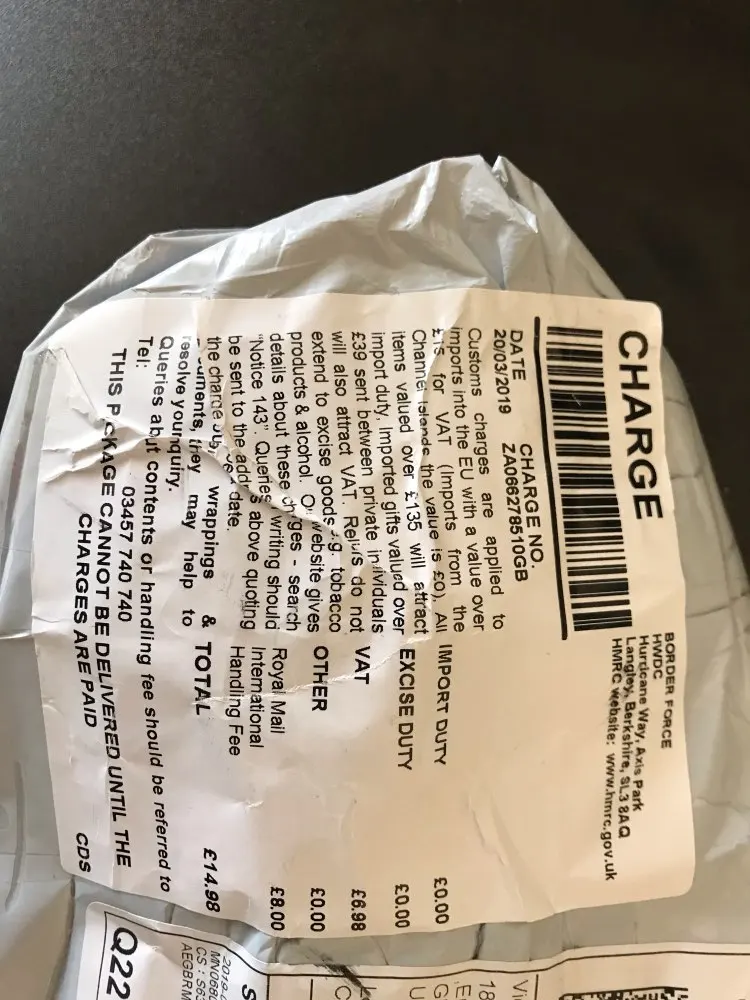 CHARGE
BORDER FORCE
HWDC
Hurricane Way, Axis Park
Langley, Berkshire, SL3 8AQ
HMRC website: www.hmrc.gov.uk
DATE CHARGE NO.
20/03/2019 ZA066278510GB
Customs charges are applied to
imports into the EU with a value over
£15 for VAT (Imports from the
Channel Islands the value is £0). All
items valued over £135 will attract
import duty. Imported gifts valued over
£39 sent between private individuals
will also attract VAT. Reliefs do not
extend to excise goods e.g. tobacco
products & alcohol. Our website gives
details about these charges - search
"Notice 143". Queries writing should
be sent to the address above quoting
the charge date.
wrappings &
they may help to
resolve your nquiry.
IMPORT DUTY £0.00
EXCISE DUTY £0.00
VAT £6.98
OTHER £0.00
Royal Mail
International
Handling Fee £8.00
TOTAL £14.98
Queries about contents or handling fee should be referred to
Tel: 03457 740 740
THIS PACKAGE CANNOT BE DELIVERED UNTIL THE
CHARGES ARE PAID CDS
Q22